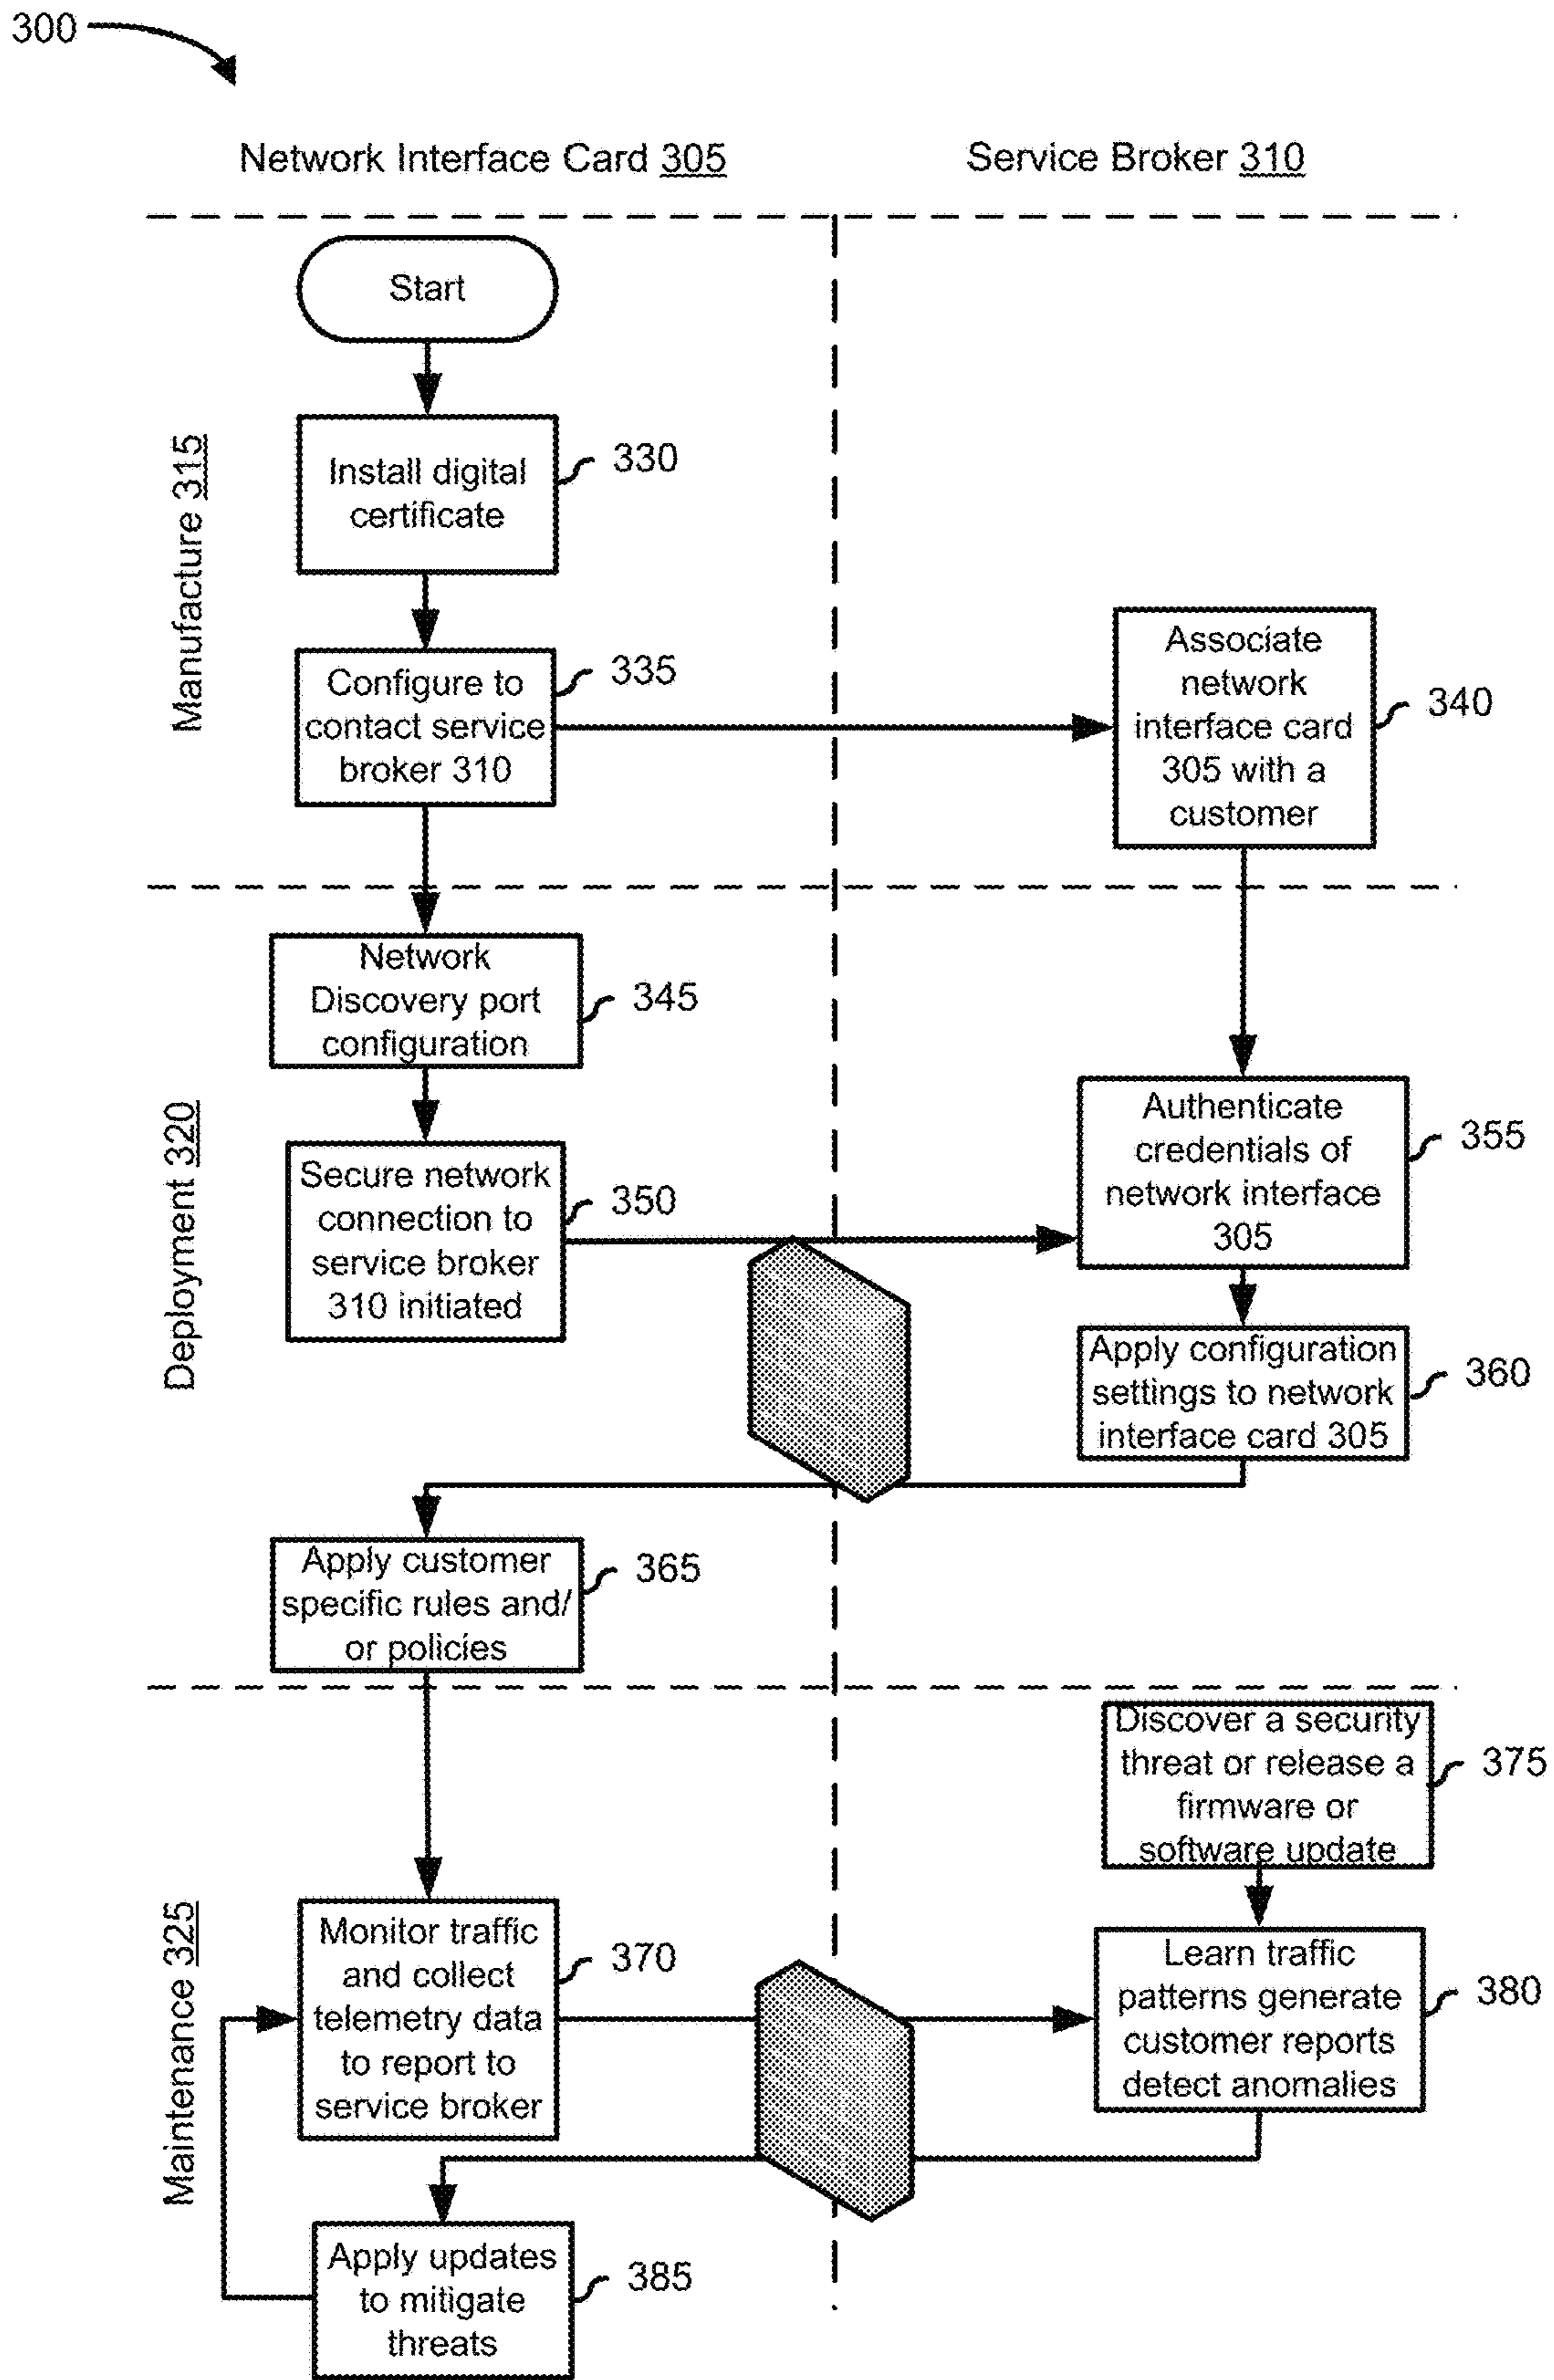 300
Network Interface Card 305
Service Broker 310
Manufacture 315
Start
Install digital
certificate
330
Configure to
contact service
broker 310
335
Associate
network
interface card
305 with a
customer
340
Deployment 320
Network
Discovery port
configuration
345
Secure network
connection to
service broker
310 initiated
350
Authenticate
credentials of
network interface
305
355
Apply configuration
settings to network
interface card 305
360
Apply customer
specific rules and/
or policies
365
Maintenance 325
Discover a security
threat or release a
firmware or
software update
375
Monitor traffic
and collect
telemetry data
to report to
service broker
370
Learn traffic
patterns generate
customer reports
detect anomalies
380
Apply updates
to mitigate
threats
385